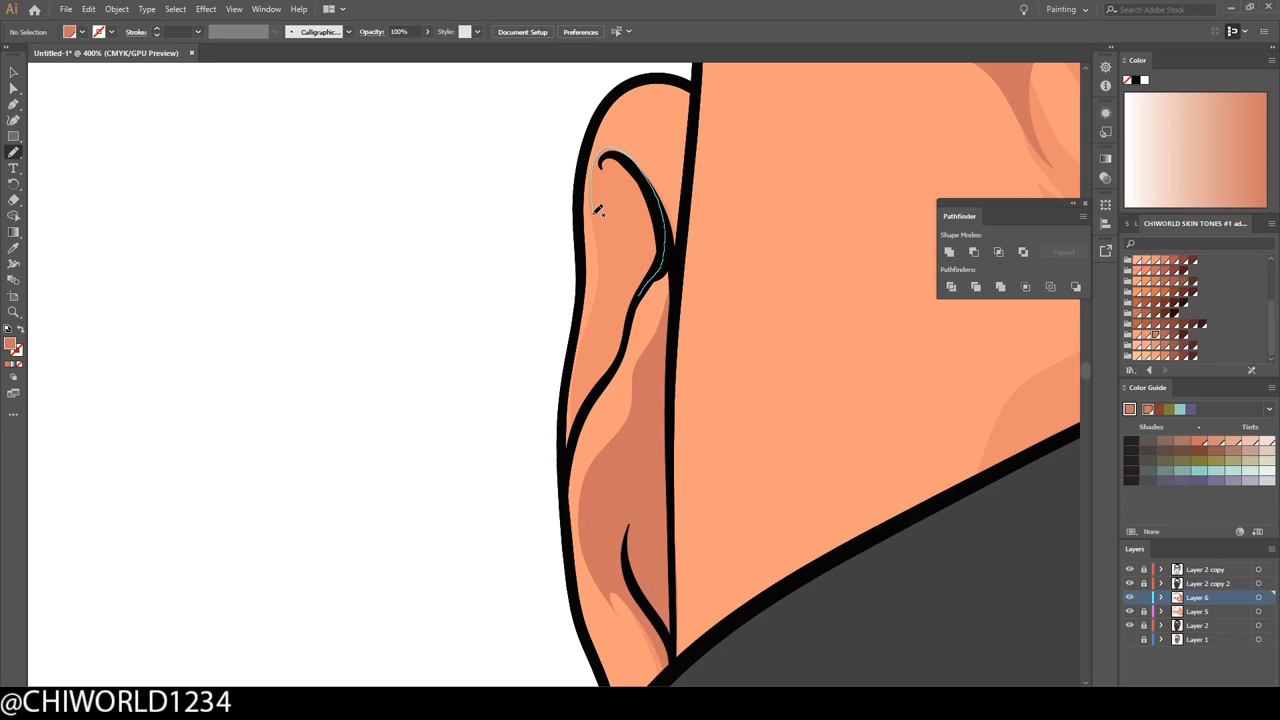 Ai File Edit Object Type Select Effect View Window Help Painting Search Adobe Stock
No Selection Stroke: Calligraphic... Opacity: 100% Style: Document Setup Preferences
Untitled-1* @ 400% (CMYK/GPU Preview)
Color
Pathfinder
Shape Modes:
Expand
Pathfinders:
S CHIWORLD SKIN TONES #1 ad...
Color Guide
Shades Tints
None
Layers
Layer 2 copy
Layer 2 copy 2
Layer 6
Layer 5
Layer 2
Layer 1
@CHIWORLD1234